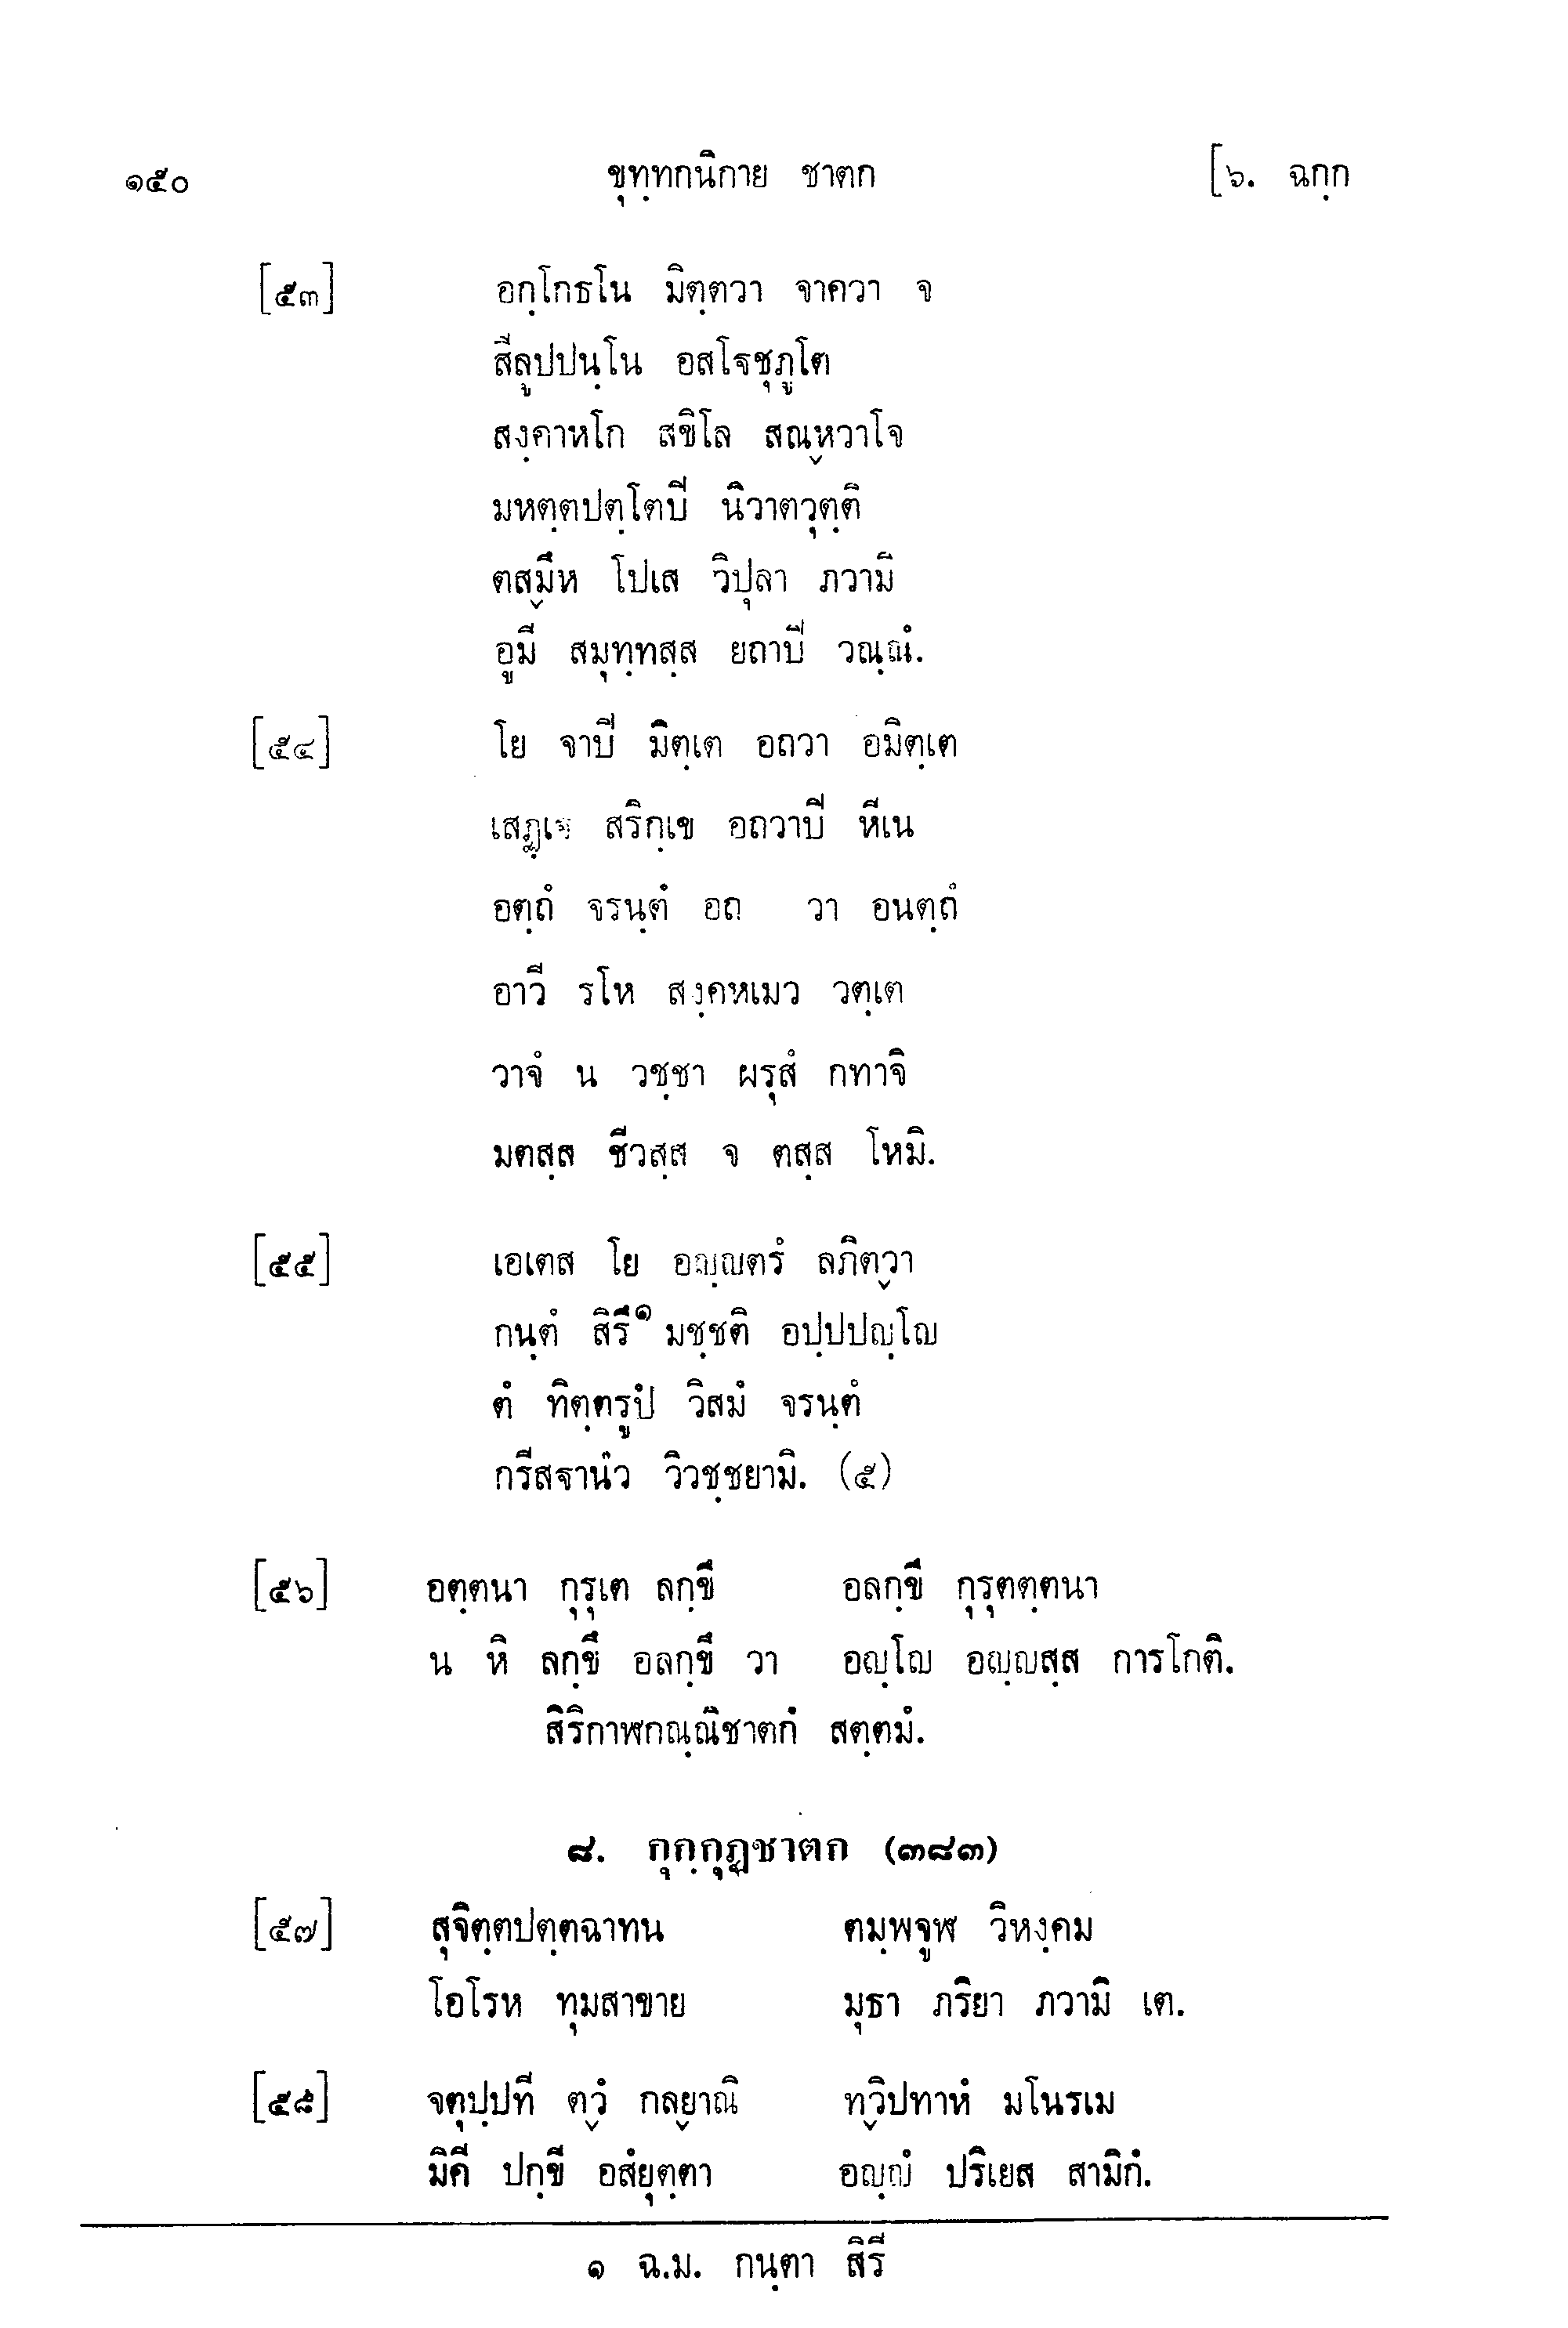 ๑๕๐ ขุทฺทกนิกาย ชาตก [๖. ฉกฺก
[๕๓] อกฺโกธโน มิตฺตวา จาควา จ
สีลูปปนฺโน อสโฐชุภูโต
สงฺคาหโก สขิโล สณฺหวาโจ
มหตฺตปตฺโตปี นิวาตวุตฺติ
ตสฺมึห โปเส วิปุลา ภวามิ
อูมี สมุทฺทสฺส ยถาปี วณฺณํ.
[๕๔] โย จาปี มิตฺเต อถวา อมิตฺเต
เสฏฺเฐ สริกฺเข อถวาปี หีเน
อตฺถํ จรนฺตํ อถ วา อนตฺถํ
อาวี รโห สงฺคหเมว วตฺเต
วาจํ น วชฺชา ผรุสํ กทาจิ
มตสฺส ชีวสฺส จ ตสฺส โหมิ.
[๕๕] เอเตส โย อญฺญตรํ ลภิตฺวา
กนฺตํ สิรึ๑ มชฺชติ อปฺปปญฺโญ
ตํ ทิตฺตรูปํ วิสมํ จรนฺตํ
กรีสฐานํว วิวชฺชยามิ. (๕)
[๕๖] อตฺตนา กุรุเต ลกฺขึ อลกฺขึ กุรุตตฺตนา
น หิ ลกฺขึ อลกฺขึ วา อญฺโญ อญฺญสฺส การโกติ.
สิริกาฬกณฺณิชาตกํ สตฺตมํ.
๘. กุกฺกุฏชาตก (๓๘๓)
[๕๗] สุจิตฺตปตฺตฉาทน ตมฺพจูฬ วิหงฺคม
โอโรห ทุมสาขาย มุธา ภริยา ภวามิ เต.
[๕๘] จตุปฺปที ตฺวํ กลฺยาณิ ทฺวิปทาหํ มโนรเม
มิคี ปกฺขี อสํยุตฺตา อญฺญํ ปริเยส สามิกํ.
๑ ฉ.ม. กนฺตา สิรี